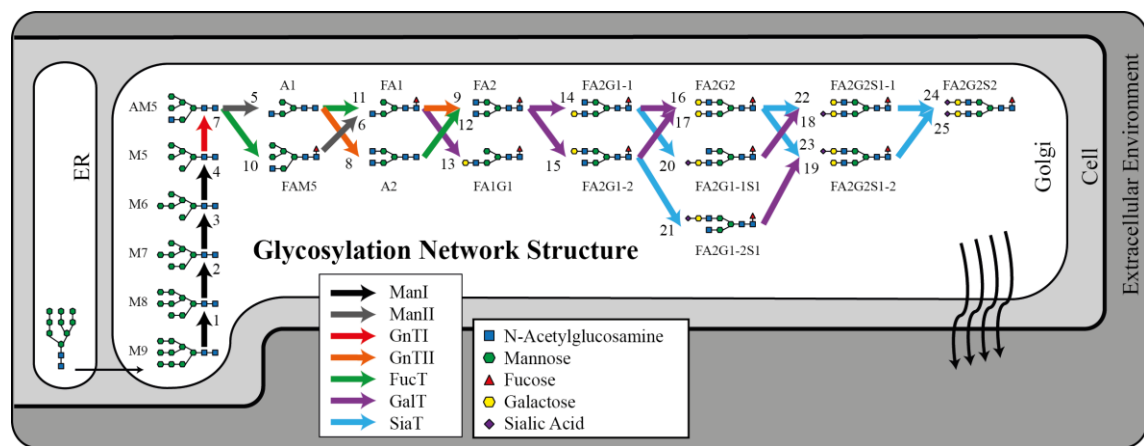 AM5
5
A1
11
FA1
9
FA2
14
FA2G1-1
16
FA2G2
22
FA2G2S1-1
24
FA2G2S2
7
6
12
17
18
25
M5
10
8
13
15
20
23
19
4
FAM5
A2
FA1G1
FA2G1-2
FA2G1-1S1
FA2G2S1-2
M6
3
21
FA2G1-2S1
M7
2
Glycosylation Network Structure
M8
1
M9
ER
Golgi
Cell
Extracellular Environment
ManI
ManII
GnTI
GnTII
FucT
GalT
SiaT
N-Acetylglucosamine
Mannose
Fucose
Galactose
Sialic Acid